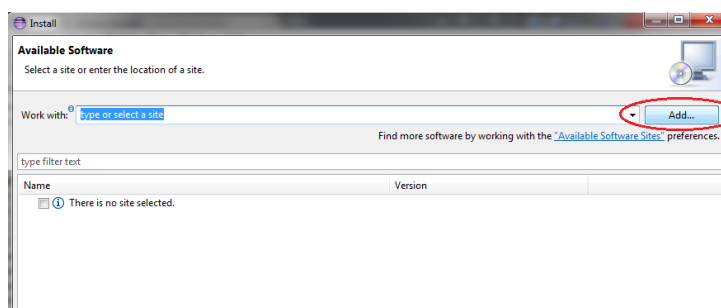 Install
Available Software
Select a site or enter the location of a site.
Work with: type or select a site Add...
Find more software by working with the "Available Software Sites" preferences.
type filter text
Name Version
There is no site selected.